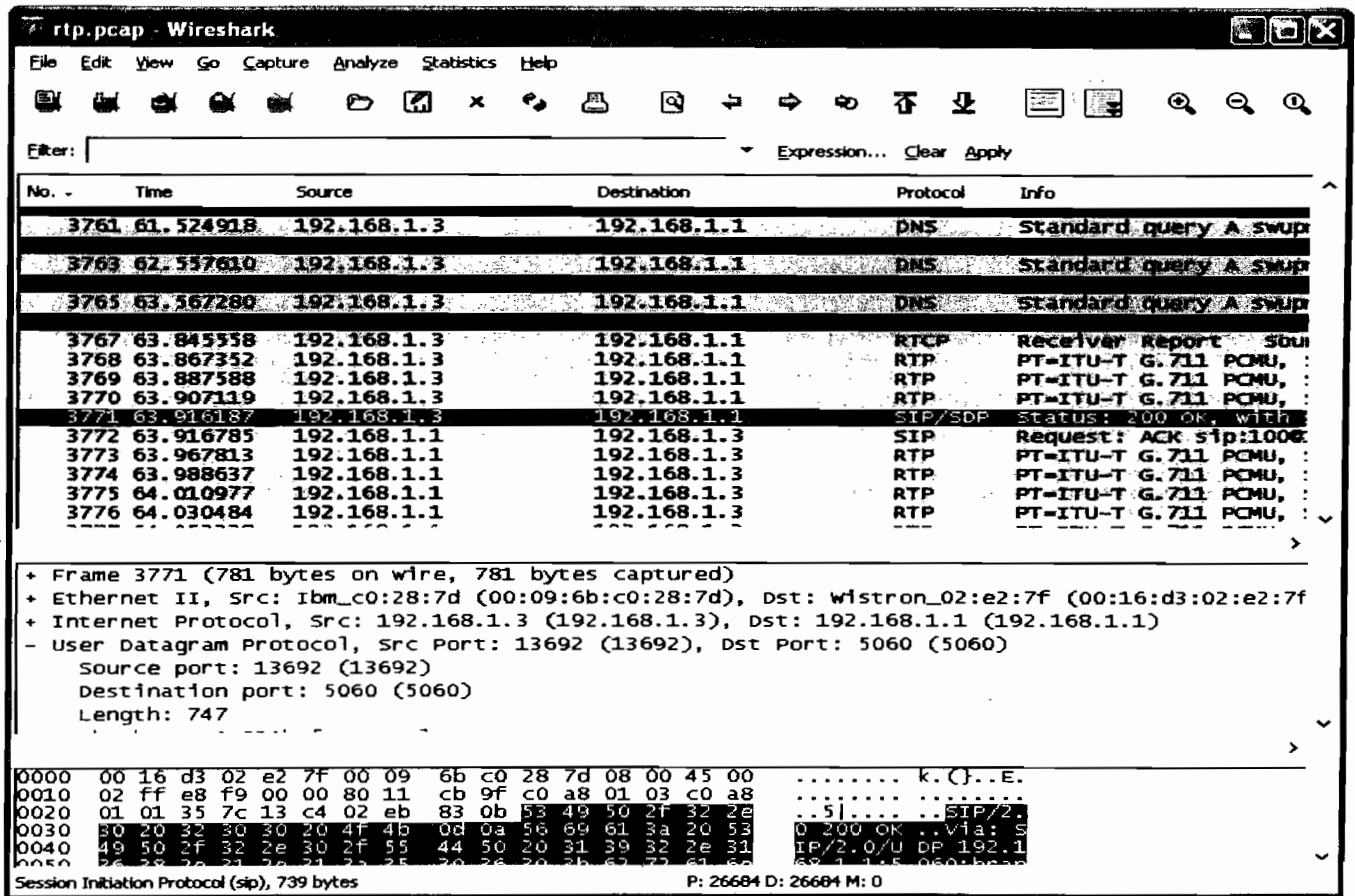 rtp.pcap - Wireshark
File Edit View Go Capture Analyze Statistics Help
Filter: Expression... Clear Apply
No. - Time Source Destination Protocol Info
3761 61.524918 192.168.1.3 192.168.1.1 DNS Standard query A swupr
3763 62.557610 192.168.1.3 192.168.1.1 DNS Standard query A swupr
3765 63.567280 192.168.1.3 192.168.1.1 DNS Standard query A swupr
3767 63.845558 192.168.1.3 192.168.1.1 RTCP Receiver Report Sour
3768 63.867352 192.168.1.3 192.168.1.1 RTP PT=ITU-T G.711 PCMU, :
3769 63.887588 192.168.1.3 192.168.1.1 RTP PT=ITU-T G.711 PCMU, :
3770 63.907119 192.168.1.3 192.168.1.1 RTP PT=ITU-T G.711 PCMU, :
3771 63.916187 192.168.1.3 192.168.1.1 SIP/SDP Status: 200 OK, with
3772 63.916785 192.168.1.1 192.168.1.3 SIP Request: ACK sip:1000
3773 63.967813 192.168.1.1 192.168.1.3 RTP PT=ITU-T G.711 PCMU, :
3774 63.988637 192.168.1.1 192.168.1.3 RTP PT=ITU-T G.711 PCMU, :
3775 64.010977 192.168.1.1 192.168.1.3 RTP PT=ITU-T G.711 PCMU, :
3776 64.030484 192.168.1.1 192.168.1.3 RTP PT=ITU-T G.711 PCMU, :
+ Frame 3771 (781 bytes on wire, 781 bytes captured)
+ Ethernet II, Src: Ibm_c0:28:7d (00:09:6b:c0:28:7d), Dst: Wistron_02:e2:7f (00:16:d3:02:e2:7f
+ Internet Protocol, Src: 192.168.1.3 (192.168.1.3), Dst: 192.168.1.1 (192.168.1.1)
- User Datagram Protocol, Src Port: 13692 (13692), Dst Port: 5060 (5060)
Source port: 13692 (13692)
Destination port: 5060 (5060)
Length: 747
0000 00 16 d3 02 e2 7f 00 09 6b c0 28 7d 08 00 45 00 ........ k.(}..E.
0010 02 ff e8 f9 00 00 80 11 cb 9f c0 a8 01 03 c0 a8 ........ ........
0020 01 01 35 7c 13 c4 02 eb 83 0b 53 49 50 2f 32 2e ..5|.... ..SIP/2.
0030 30 20 32 30 30 20 4f 4b 0d 0a 56 69 61 3a 20 53 0 200 OK ..Via: S
0040 49 50 2f 32 2e 30 2f 55 44 50 20 31 39 32 2e 31 IP/2.0/U DP 192.1
Session Initiation Protocol (sip), 739 bytes P: 26684 D: 26684 M: 0